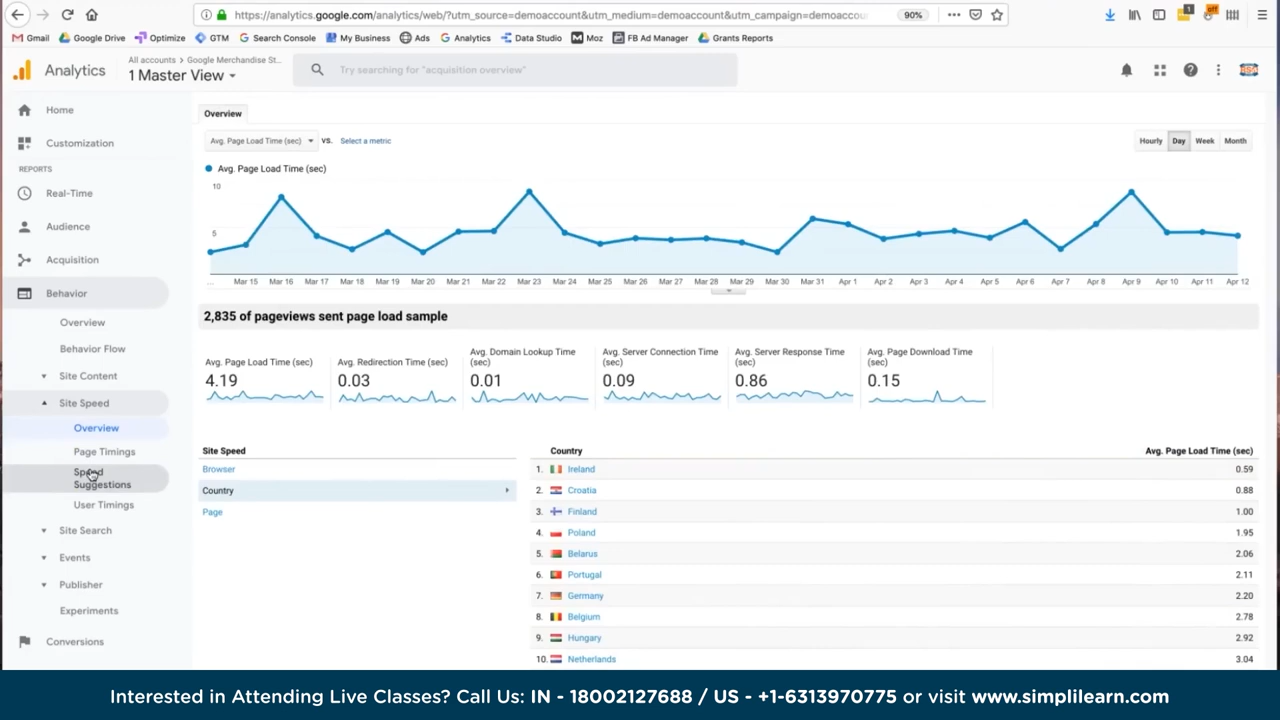 https://analytics.google.com/analytics/web/?utm_source=demoaccount&utm_medium=demoaccount&utm_campaign=demoaccou
90%
1
off
Gmail Google Drive Optimize GTM Search Console My Business Ads Analytics Data Studio Moz FB Ad Manager Grants Reports
Analytics
All accounts > Google Merchandise St...
1 Master View
Try searching for "acquisition overview"
Home
Customization
REPORTS
Real-Time
Audience
Acquisition
Behavior
Overview
Behavior Flow
Site Content
Site Speed
Overview
Page Timings
Speed
Suggestions
User Timings
Site Search
Events
Publisher
Experiments
Conversions
Overview
Avg. Page Load Time (sec) VS. Select a metric
Hourly Day Week Month
Avg. Page Load Time (sec)
10
5
... Mar 15 Mar 16 Mar 17 Mar 18 Mar 19 Mar 20 Mar 21 Mar 22 Mar 23 Mar 24 Mar 25 Mar 26 Mar 27 Mar 28 Mar 29 Mar 30 Mar 31 Apr 1 Apr 2 Apr 3 Apr 4 Apr 5 Apr 6 Apr 7 Apr 8 Apr 9 Apr 10 Apr 11 Apr 12
2,835 of pageviews sent page load sample
Avg. Page Load Time (sec)
4.19
Avg. Redirection Time (sec)
0.03
Avg. Domain Lookup Time
(sec)
0.01
Avg. Server Connection Time
(sec)
0.09
Avg. Server Response Time
(sec)
0.86
Avg. Page Download Time
(sec)
0.15
Site Speed
Browser
Country
Page
Country Avg. Page Load Time (sec)
1. Ireland 0.59
2. Croatia 0.88
3. Finland 1.00
4. Poland 1.95
5. Belarus 2.06
6. Portugal 2.11
7. Germany 2.20
8. Belgium 2.78
9. Hungary 2.92
10. Netherlands 3.04
Interested in Attending Live Classes? Call Us: IN - 18002127688 / US - +1-6313970775 or visit www.simplilearn.com